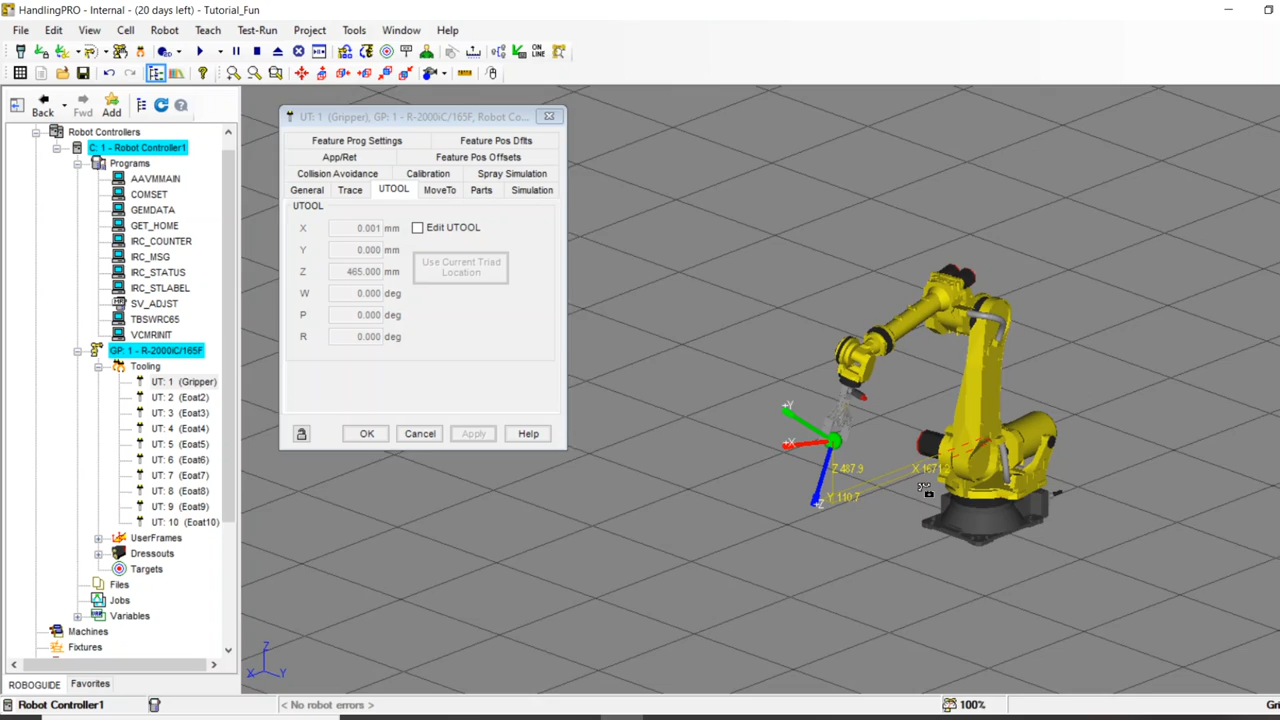 HandlingPRO - Internal - (20 days left) - Tutorial_Fun
File Edit View Cell Robot Teach Test-Run Project Tools Window Help
ON LINE
Back Fwd Add
Robot Controllers
C: 1 - Robot Controller1
Programs
AAVMMAIN
COMSET
GEMDATA
GET_HOME
IRC_COUNTER
IRC_MSG
IRC_STATUS
IRC_STLABEL
SV_ADJST
TBSWRC65
VCMRINIT
GP: 1 - R-2000iC/165F
Tooling
UT: 1 (Gripper)
UT: 2 (Eoat2)
UT: 3 (Eoat3)
UT: 4 (Eoat4)
UT: 5 (Eoat5)
UT: 6 (Eoat6)
UT: 7 (Eoat7)
UT: 8 (Eoat8)
UT: 9 (Eoat9)
UT: 10 (Eoat10)
UserFrames
Dressouts
Targets
Files
Jobs
Variables
Machines
Fixtures
ROBOGUIDE Favorites
UT: 1 (Gripper), GP: 1 - R-2000iC/165F, Robot Co...
Feature Prog Settings Feature Pos Dflts
App/Ret Feature Pos Offsets
Collision Avoidance Calibration Spray Simulation
General Trace UTOOL MoveTo Parts Simulation
UTOOL
X 0.001 mm Edit UTOOL
Y 0.000 mm
Use Current Triad
Location
Z 465.000 mm
W 0.000 deg
P 0.000 deg
R 0.000 deg
OK Cancel Apply Help
+Y
+X
Z 487.9
Y 110.7
+Z
Z
X Y
Robot Controller1 < No robot errors > 100%